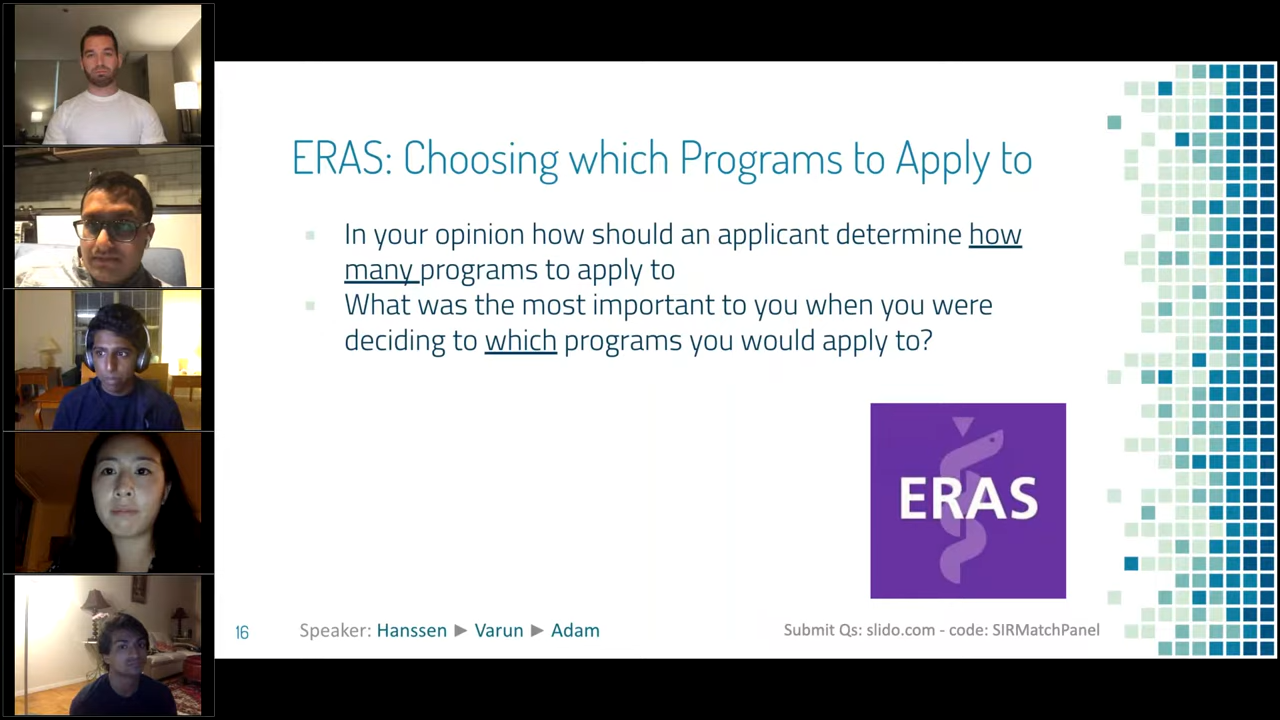 ERAS: Choosing which Programs to Apply to
In your opinion how should an applicant determine how
many programs to apply to
What was the most important to you when you were
deciding to which programs you would apply to?
ERAS
16
Speaker: Hanssen ▶ Varun ▶ Adam
Submit Qs: slido.com - code: SIRMatchPanel